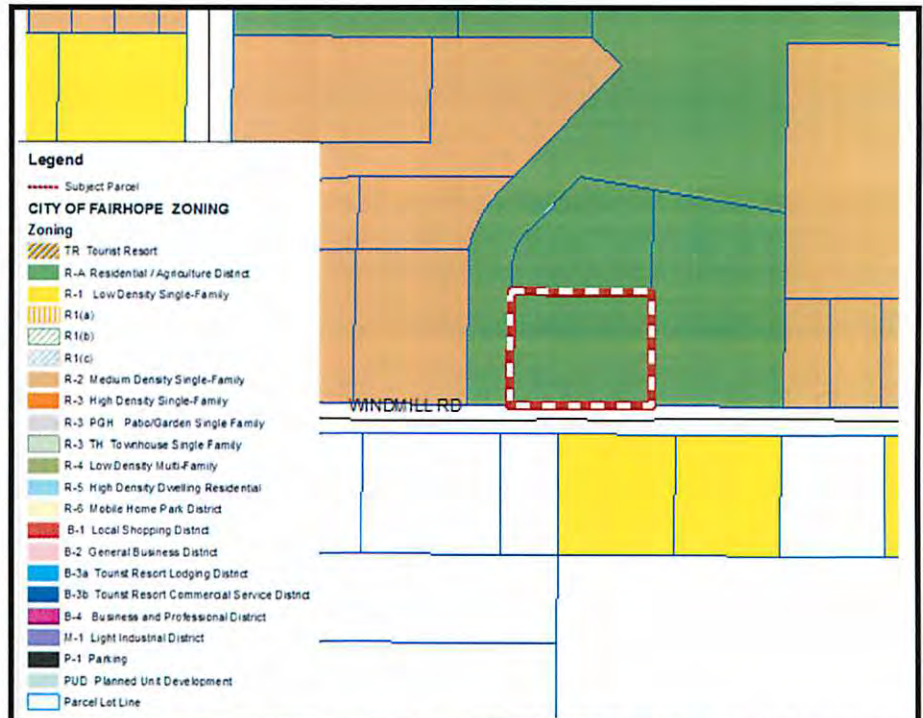 Legend
Subject Parcel
CITY OF FAIRHOPE ZONING
Zoning
TR Tourist Resort
R-A Residential / Agriculture District
R-1 Low Density Single-Family
R1(a)
R1(b)
R1(c)
R-2 Medium Density Single-Family
R-3 High Density Single-Family
R-3 PGH Patio/Garden Single Family
R-3 TH Townhouse Single Family
R-4 Low Density Multi-Family
R-5 High Density Dwelling Residential
R-6 Mobile Home Park District
B-1 Local Shopping District
B-2 General Business District
B-3a Tourist Resort Lodging District
B-3b Tourist Resort Commercial Service District
B-4 Business and Professional District
M-1 Light Industrial District
P-1 Parking
PUD Planned Unit Development
Parcel Lot Line
WINDMILL RD